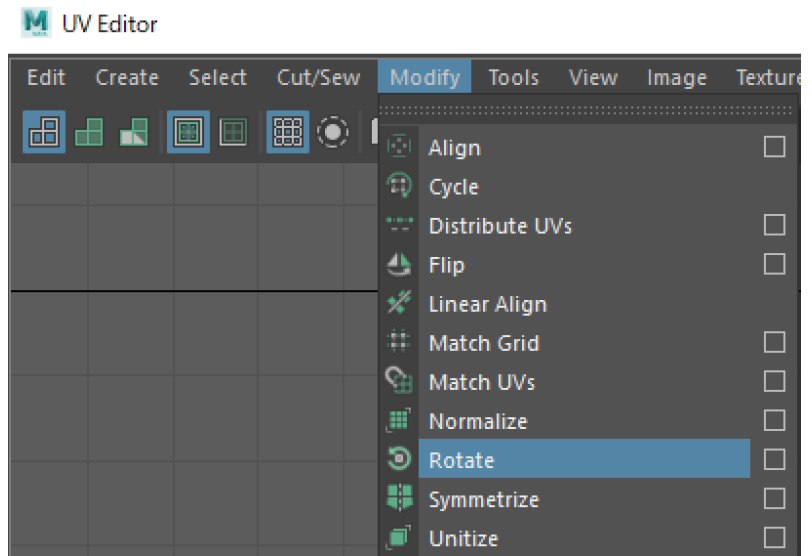 UV Editor
Edit Create Select Cut/Sew Modify Tools View Image Texture
Align
Cycle
Distribute UVs
Flip
Linear Align
Match Grid
Match UVs
Normalize
Rotate
Symmetrize
Unitize